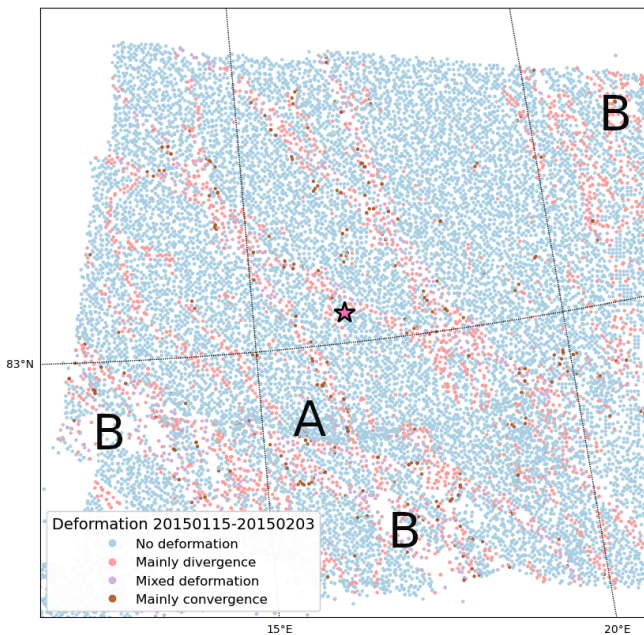 B
83°N
A
B
B
Deformation 20150115-20150203
No deformation
Mainly divergence
Mixed deformation
Mainly convergence
15°E
20°E